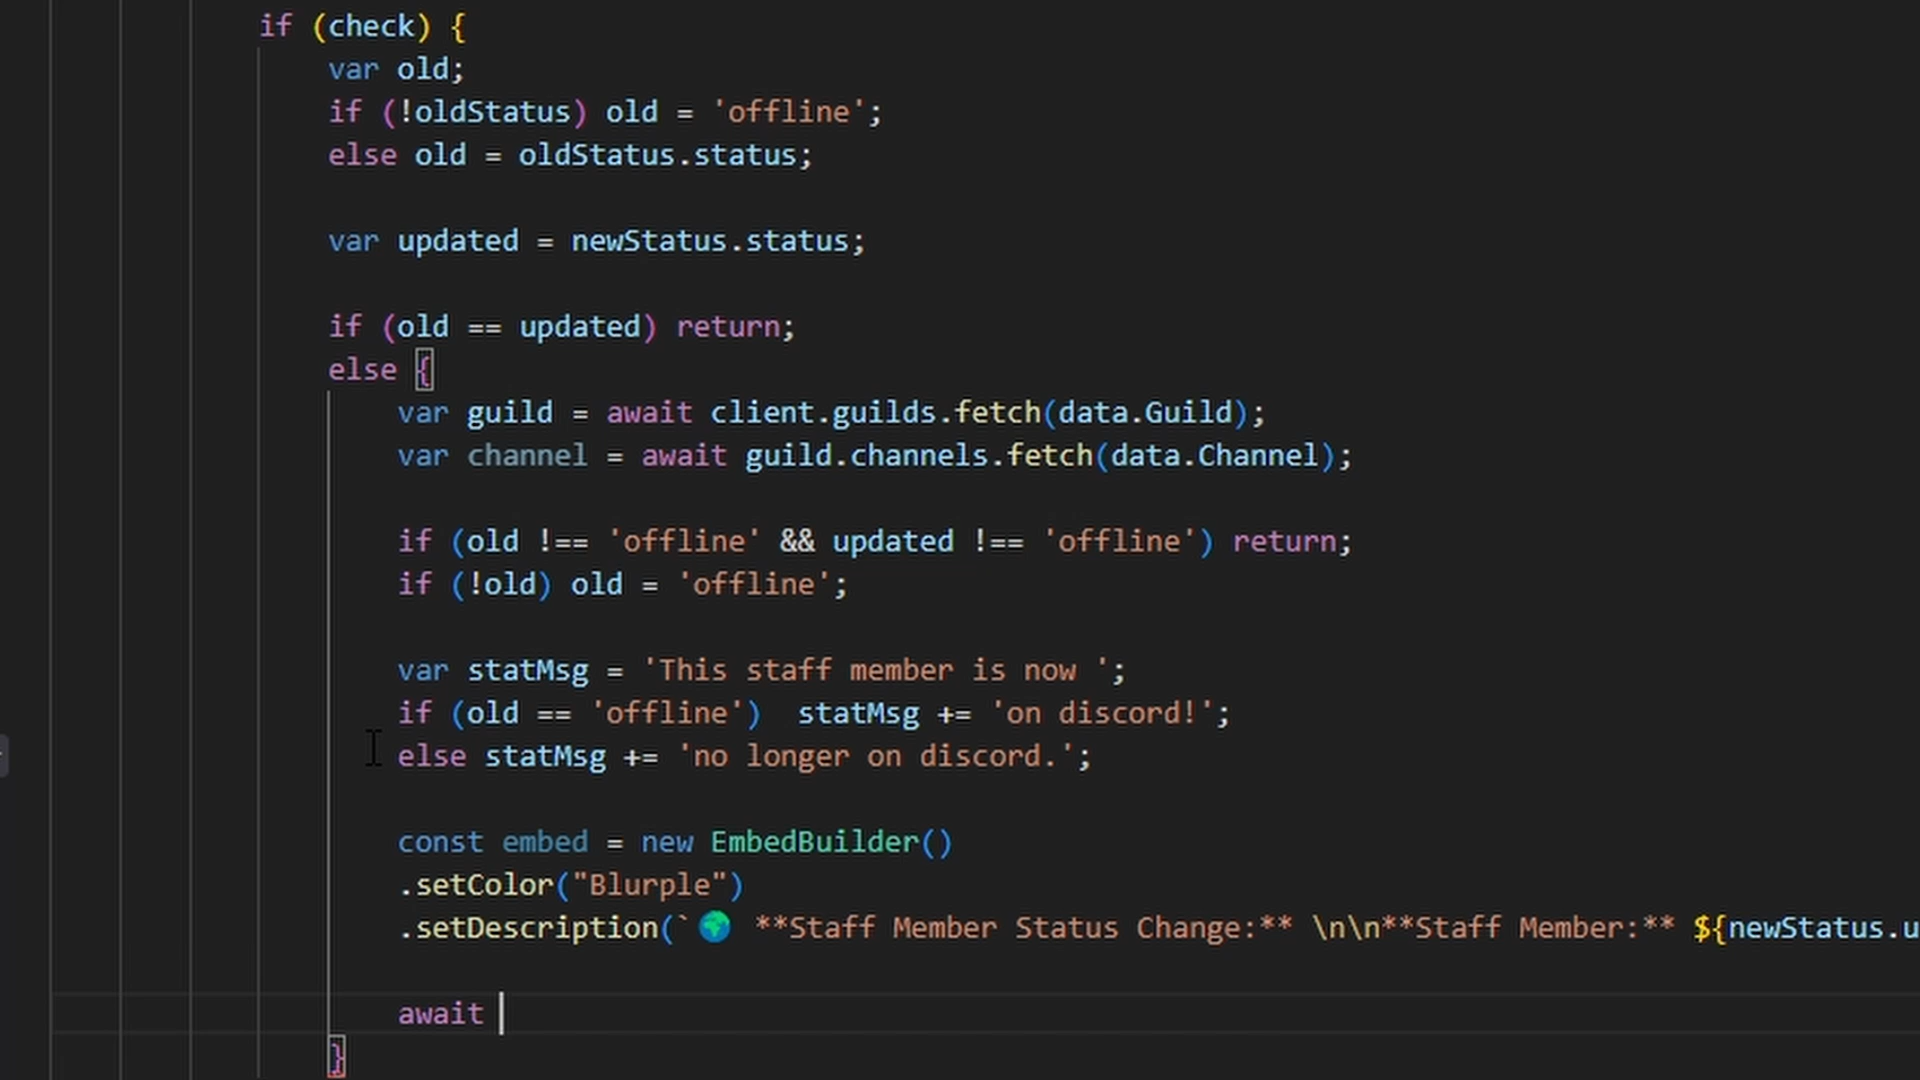 if (check) {
var old;
if (!oldStatus) old = 'offline';
else old = oldStatus.status;
var updated = newStatus.status;
if (old == updated) return;
else {
var guild = await client.guilds.fetch(data.Guild);
var channel = await guild.channels.fetch(data.Channel);
if (old !== 'offline' && updated !== 'offline') return;
if (!old) old = 'offline';
var statMsg = 'This staff member is now ';
if (old == 'offline')  statMsg += 'on discord!';
else statMsg += 'no longer on discord.';
const embed = new EmbedBuilder()
.setColor("Blurple")
.setDescription(`🌍 **Staff Member Status Change:** \n\n**Staff Member:** ${newStatus.u
await
}